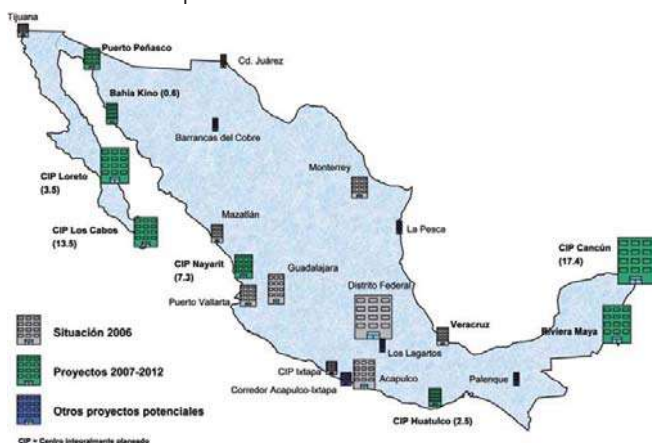 Tijuana
Puerto Peñasco
Cd. Juárez
Bahía Kino (0.6)
Barrancas del Cobre
Monterrey
CIP Loreto
(3.5)
Mazatlán
La Pesca
CIP Los Cabos
(13.5)
CIP Cancún
(17.4)
CIP Nayarit
(7.3)
Guadalajara
Distrito Federal
Puerto Vallarta
Veracruz
Riviera Maya
Situación 2006
Los Lagartos
Proyectos 2007-2012
CIP Ixtapa
Acapulco
Palenque
Corredor Acapulco-Ixtapa
Otros proyectos potenciales
CIP Huatulco (2.5)
CIP = Centro integralmente planeado